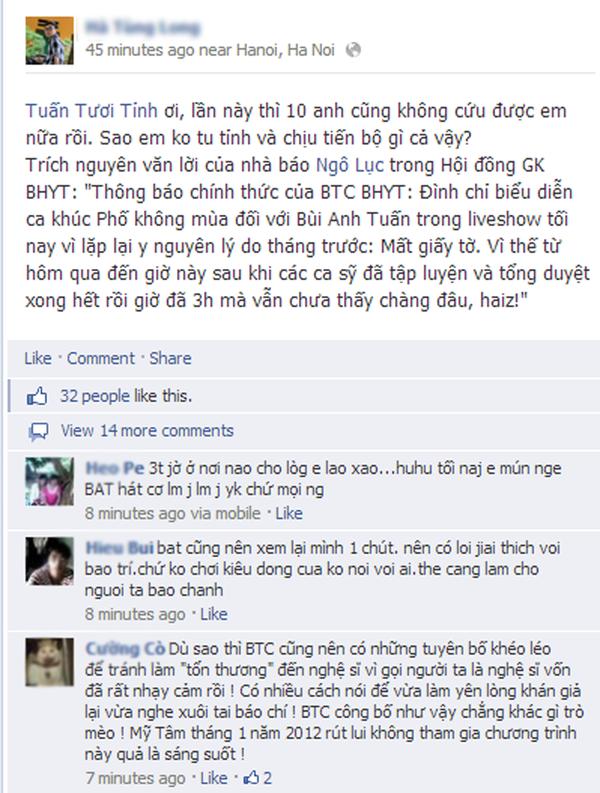 45 minutes ago near Hanoi, Ha Noi
Tuấn Tươi Tỉnh ơi, lần này thì 10 anh cũng không cứu được em
nữa rồi. Sao em ko tu tỉnh và chịu tiến bộ gì cả vậy?
Trích nguyên văn lời của nhà báo Ngô Lục trong Hội đồng GK
BHYT: "Thông báo chính thức của BTC BHYT: Đình chỉ biểu diễn
ca khúc Phố không mùa đối với Bùi Anh Tuấn trong liveshow tối
nay vì lặp lại y nguyên lý do tháng trước: Mất giấy tờ. Vì thế từ
hôm qua đến giờ này sau khi các ca sỹ đã tập luyện và tổng duyệt
xong hết rồi giờ đã 3h mà vẫn chưa thấy chàng đâu, haiz!"
Like · Comment · Share
32 people like this.
View 14 more comments
Heo Pe 3t jờ ở nơi nao cho lòg e lao xao...huhu tối naj e mún nge
BAT hát cơ lm j lm j yk chứ mọi ng
8 minutes ago via mobile · Like
Hieu Bui bat cũng nên xem lại mình 1 chút. nên có loi jiai thich voi
bao trí.chứ ko chơi kiêu dong cua ko noi voi ai.the cang lam cho
nguoi ta bao chanh
8 minutes ago · Like
Cường Cò Dù sao thì BTC cũng nên có những tuyên bố khéo léo
để tránh làm "tổn thương" đến nghệ sĩ vì gọi người ta là nghệ sĩ vốn
đã rất nhạy cảm rồi ! Có nhiều cách nói để vừa làm yên lòng khán giả
lại vừa nghe xuôi tai báo chí ! BTC công bố như vậy chẳng khác gì trò
mèo ! Mỹ Tâm tháng 1 năm 2012 rút lui không tham gia chương trình
này quả là sáng suốt !
7 minutes ago · Like · 2